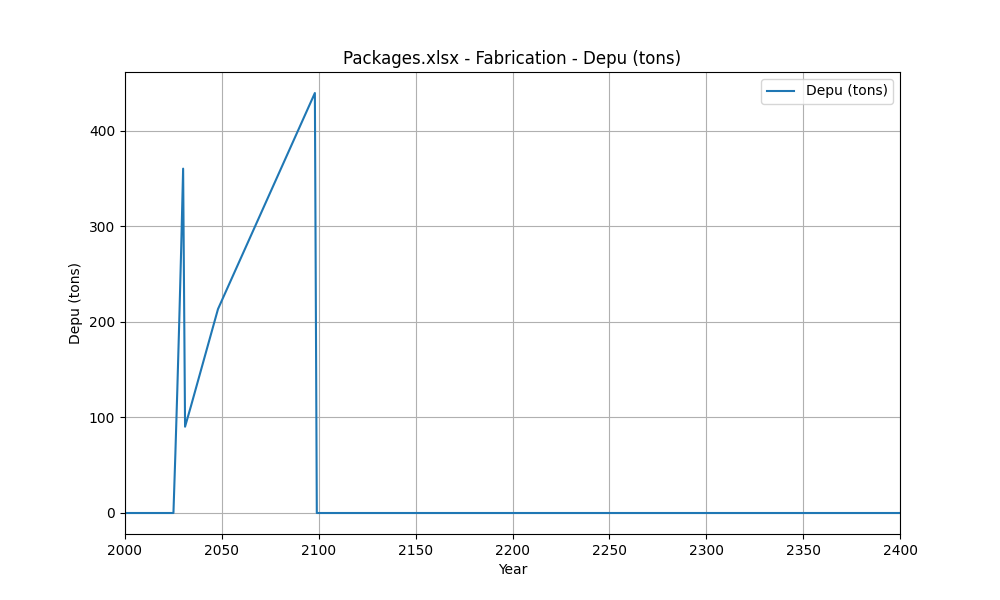 Packages.xlsx - Fabrication - Depu (tons)
Depu (tons)
400
300
200
100
0
Depu (tons)
2000 2050 2100 2150 2200 2250 2300 2350 2400
Year